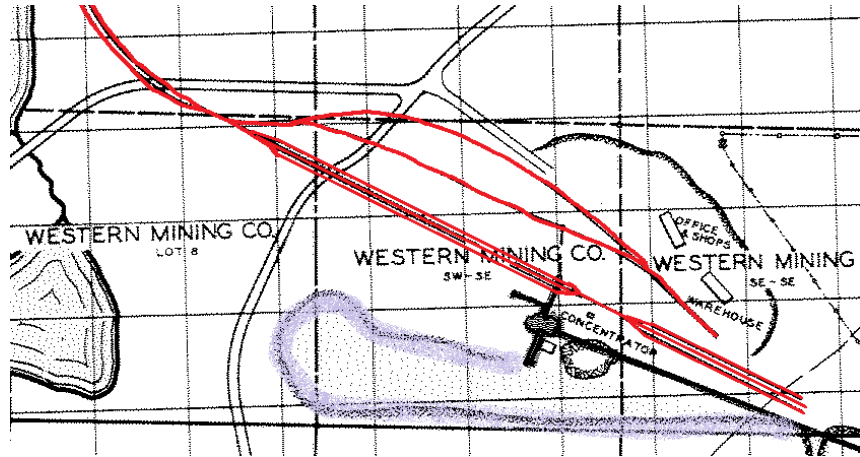 WESTERN MINING CO.
LOT 8
WESTERN MINING CO.
SW-SE
WESTERN MINING
SE-SE
OFFICE
& SHOPS
WAREHOUSE
CONCENTRATOR